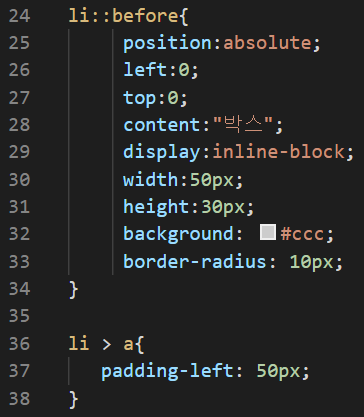 24 li::before{
25 position:absolute;
26 left:0;
27 top:0;
28 content:"박스";
29 display:inline-block;
30 width:50px;
31 height:30px;
32 background: #ccc;
33 border-radius: 10px;
34 }
35
36 li > a{
37 padding-left: 50px;
38 }